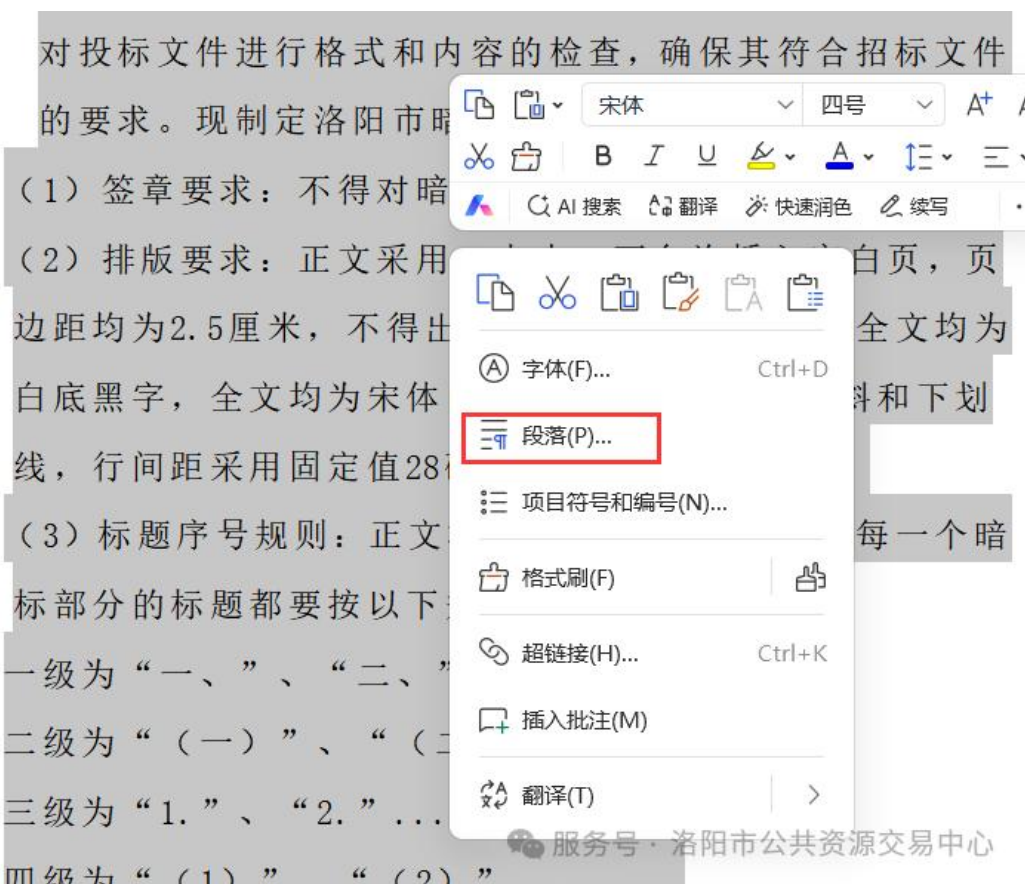 对投标文件进行格式和内容的检查，确保其符合招标文件
的要求。现制定洛阳市暗
宋体 四号 A+
B I U A
AI 搜索 翻译 快速润色 续写
（1）签章要求：不得对暗
（2）排版要求：正文采用 白页，页
边距均为2.5厘米，不得出 全文均为
字体(F)... Ctrl+D
白底黑字，全文均为宋体 和下划
段落(P)...
线，行间距采用固定值28
项目符号和编号(N)...
（3）标题序号规则：正文 每一个暗
格式刷(F)
标部分的标题都要按以下
超链接(H)... Ctrl+K
一级为“一、”、“二、”
插入批注(M)
二级为“（一）”、“（
翻译(T)
三级为“1.”、“2.”...
服务号 · 洛阳市公共资源交易中心
四级为“（1）”、“（2）”